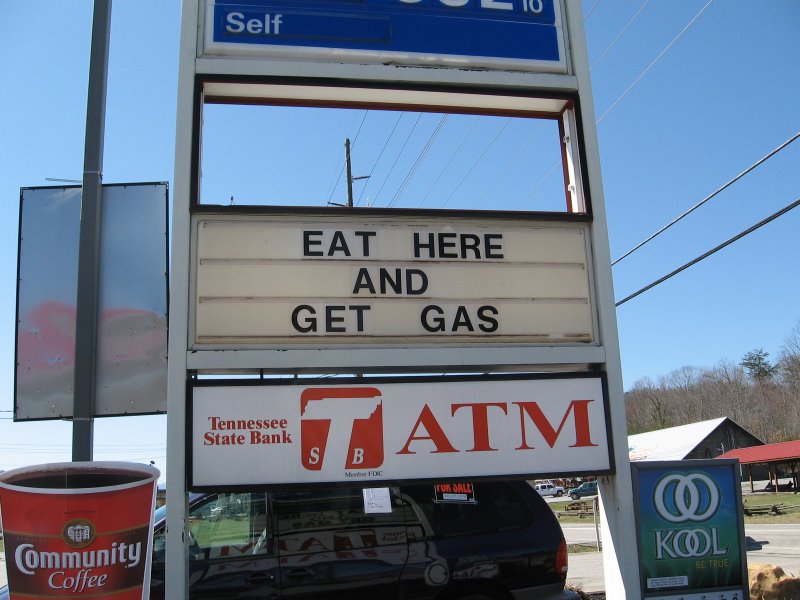 Self
10
EAT HERE
AND
GET GAS
Tennessee
State Bank
T
S B
Member FDIC
ATM
FOR SALE
Community
Coffee
KOOL
BE TRUE